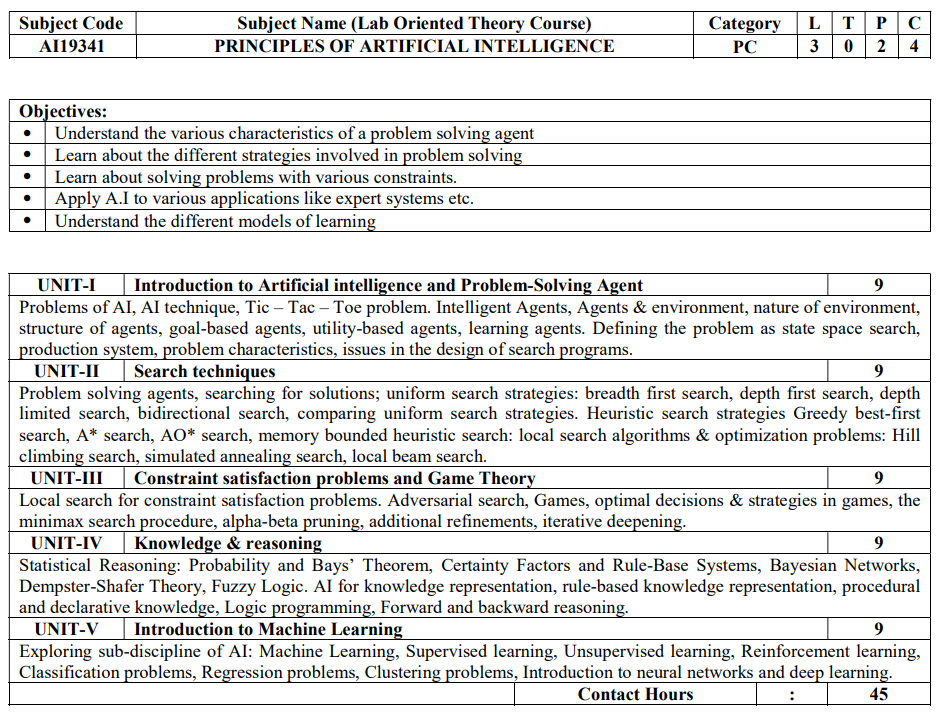 Subject Code Subject Name (Lab Oriented Theory Course) Category L T P C
AI19341 PRINCIPLES OF ARTIFICIAL INTELLIGENCE PC 3 0 2 4
Objectives:
• Understand the various characteristics of a problem solving agent
• Learn about the different strategies involved in problem solving
• Learn about solving problems with various constraints.
• Apply A.I to various applications like expert systems etc.
• Understand the different models of learning
UNIT-I Introduction to Artificial intelligence and Problem-Solving Agent 9
Problems of AI, AI technique, Tic – Tac – Toe problem. Intelligent Agents, Agents & environment, nature of environment,
structure of agents, goal-based agents, utility-based agents, learning agents. Defining the problem as state space search,
production system, problem characteristics, issues in the design of search programs.
UNIT-II Search techniques 9
Problem solving agents, searching for solutions; uniform search strategies: breadth first search, depth first search, depth
limited search, bidirectional search, comparing uniform search strategies. Heuristic search strategies Greedy best-first
search, A* search, AO* search, memory bounded heuristic search: local search algorithms & optimization problems: Hill
climbing search, simulated annealing search, local beam search.
UNIT-III Constraint satisfaction problems and Game Theory 9
Local search for constraint satisfaction problems. Adversarial search, Games, optimal decisions & strategies in games, the
minimax search procedure, alpha-beta pruning, additional refinements, iterative deepening.
UNIT-IV Knowledge & reasoning 9
Statistical Reasoning: Probability and Bays’ Theorem, Certainty Factors and Rule-Base Systems, Bayesian Networks,
Dempster-Shafer Theory, Fuzzy Logic. AI for knowledge representation, rule-based knowledge representation, procedural
and declarative knowledge, Logic programming, Forward and backward reasoning.
UNIT-V Introduction to Machine Learning 9
Exploring sub-discipline of AI: Machine Learning, Supervised learning, Unsupervised learning, Reinforcement learning,
Classification problems, Regression problems, Clustering problems, Introduction to neural networks and deep learning.
Contact Hours : 45